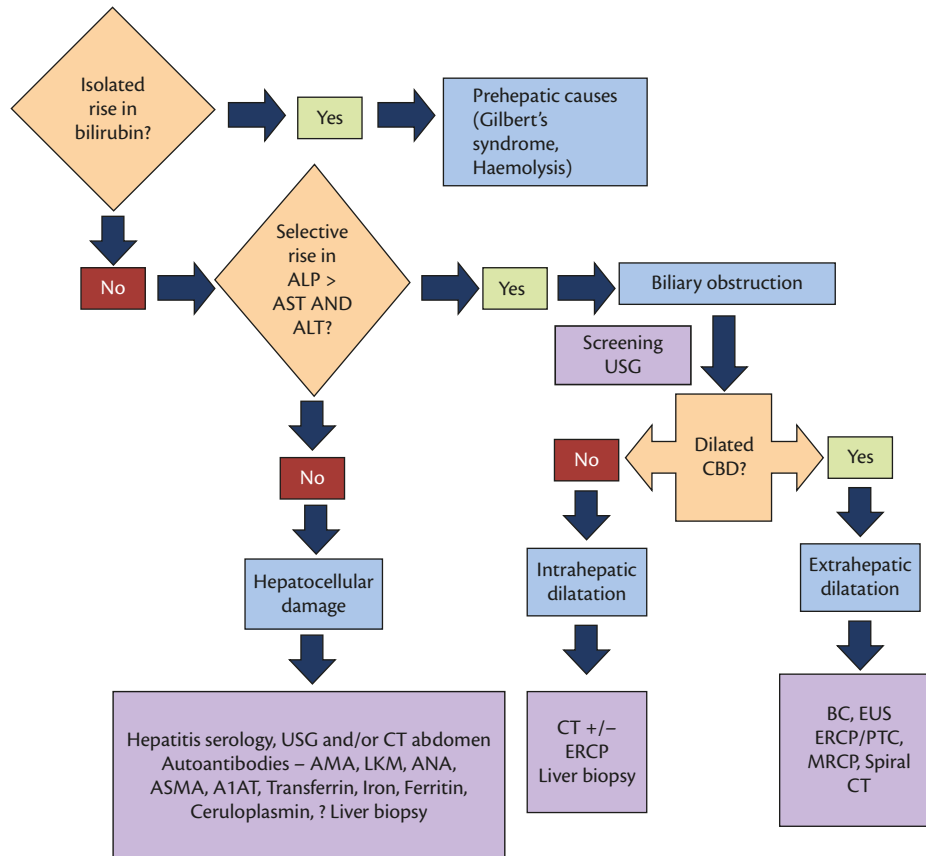 Isolated
rise in
bilirubin?
Yes
Prehepatic causes
(Gilbert's
syndrome,
Haemolysis)
No
Selective
rise in
ALP >
AST AND
ALT?
Yes
Biliary obstruction
Screening
USG
Dilated
CBD?
No
Yes
No
Hepatocellular
damage
Intrahepatic
dilatation
Extrahepatic
dilatation
Hepatitis serology, USG and/or CT abdomen
Autoantibodies – AMA, LKM, ANA,
ASMA, A1AT, Transferrin, Iron, Ferritin,
Ceruloplasmin, ? Liver biopsy
CT +/–
ERCP
Liver biopsy
BC, EUS
ERCP/PTC,
MRCP, Spiral
CT